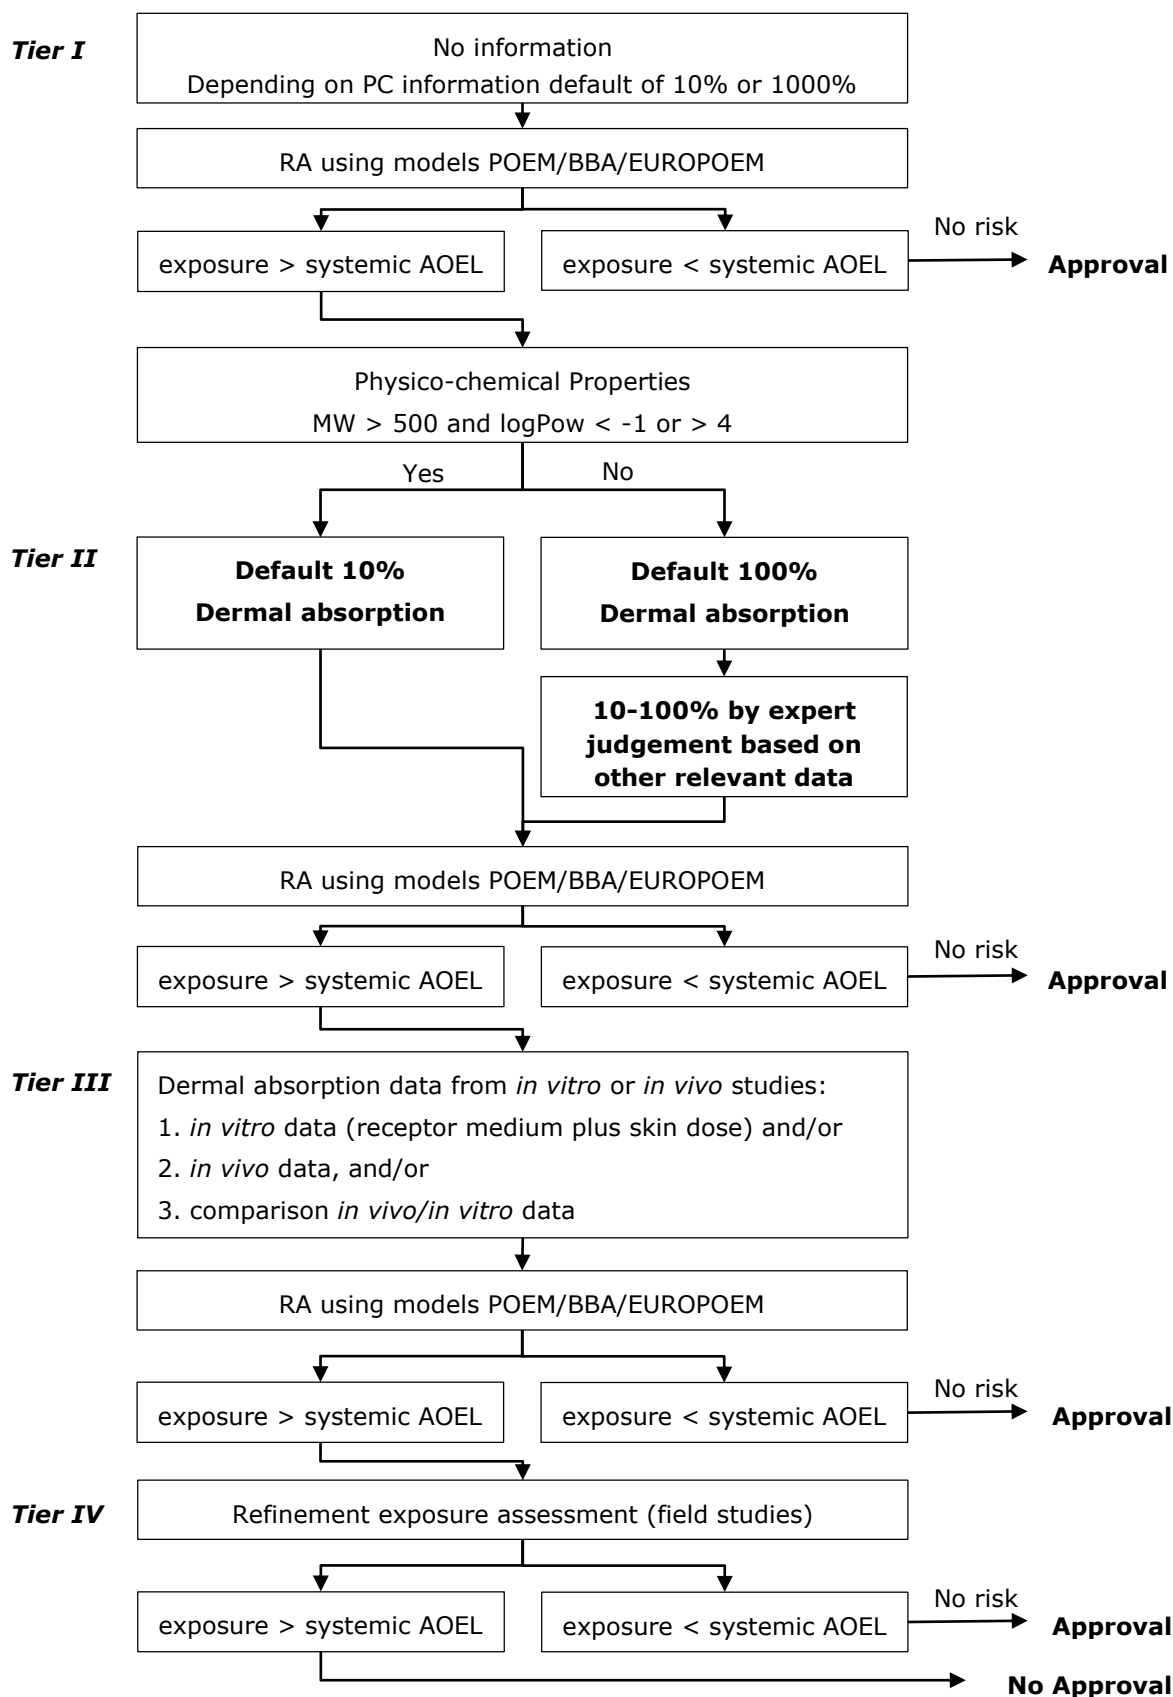 Tier I
No information
Depending on PC information default of 10% or 1000%
RA using models POEM/BBA/EUROPOEM
exposure > systemic AOEL
exposure < systemic AOEL
No risk
Approval
Physico-chemical Properties
MW > 500 and logPow < -1 or > 4
Yes
No
Tier II
Default 10%
Dermal absorption
Default 100%
Dermal absorption
10-100% by expert
judgement based on
other relevant data
RA using models POEM/BBA/EUROPOEM
exposure > systemic AOEL
exposure < systemic AOEL
No risk
Approval
Tier III
Dermal absorption data from in vitro or in vivo studies:
1. in vitro data (receptor medium plus skin dose) and/or
2. in vivo data, and/or
3. comparison in vivo/in vitro data
RA using models POEM/BBA/EUROPOEM
exposure > systemic AOEL
exposure < systemic AOEL
No risk
Approval
Tier IV
Refinement exposure assessment (field studies)
exposure > systemic AOEL
exposure < systemic AOEL
No risk
Approval
No Approval